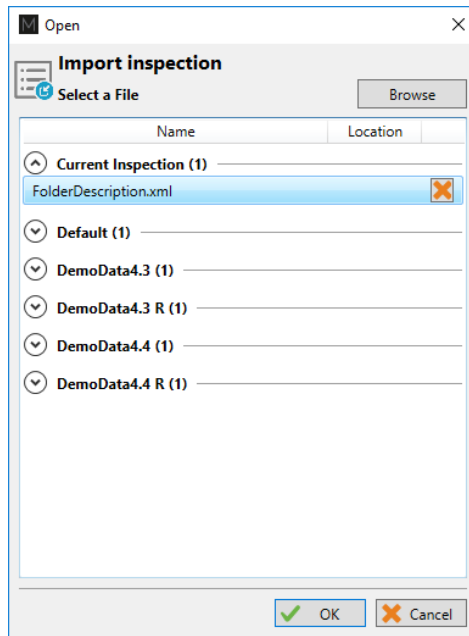 M Open
Import inspection
Select a File
Browse
Name Location
Current Inspection (1)
FolderDescription.xml
Default (1)
DemoData4.3 (1)
DemoData4.3 R (1)
DemoData4.4 (1)
DemoData4.4 R (1)
OK Cancel